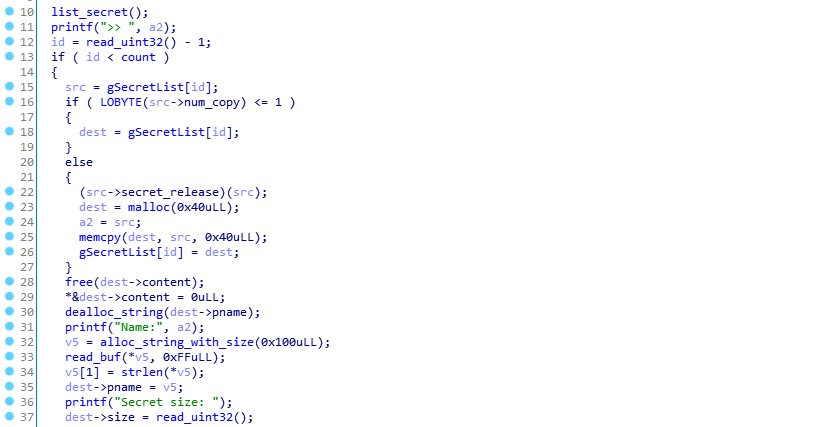 10 list_secret();
11 printf(">> ", a2);
12 id = read_uint32() - 1;
13 if ( id < count )
14 {
15 src = gSecretList[id];
16 if ( LOBYTE(src->num_copy) <= 1 )
17 {
18 dest = gSecretList[id];
19 }
20 else
21 {
22 (src->secret_release)(src);
23 dest = malloc(0x40uLL);
24 a2 = src;
25 memcpy(dest, src, 0x40uLL);
26 gSecretList[id] = dest;
27 }
28 free(dest->content);
29 *&dest->content = 0uLL;
30 dealloc_string(dest->pname);
31 printf("Name:", a2);
32 v5 = alloc_string_with_size(0x100uLL);
33 read_buf(*v5, 0xFFuLL);
34 v5[1] = strlen(*v5);
35 dest->pname = v5;
36 printf("Secret size: ");
37 dest->size = read_uint32();